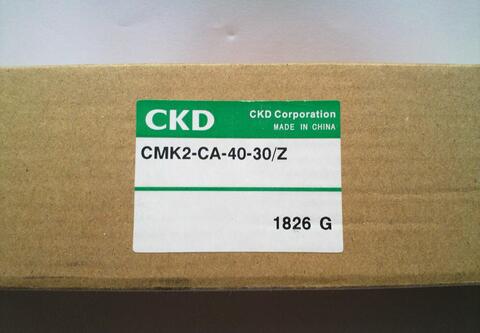 CKD
CKD Corporation
MADE IN CHINA
CMK2-CA-40-30/Z
1826 G